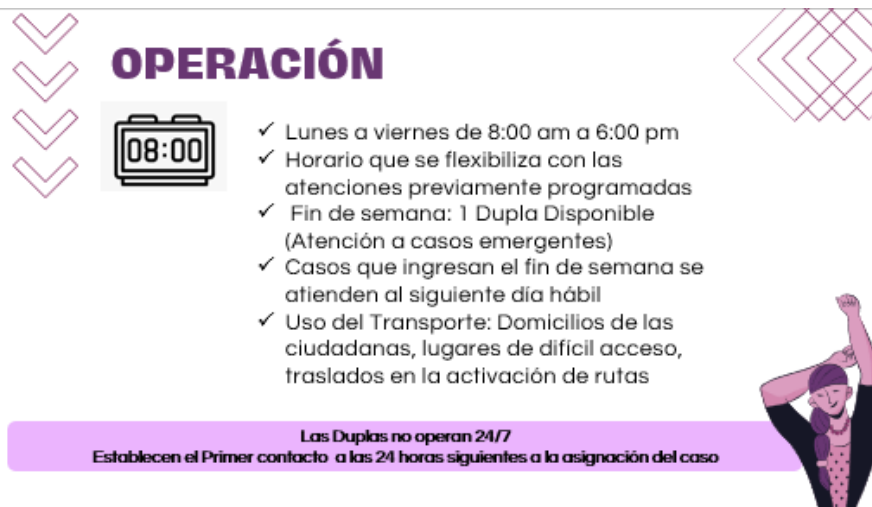 OPERACIÓN
08:00
✓ Lunes a viernes de 8:00 am a 6:00 pm
✓ Horario que se flexibiliza con las
atenciones previamente programadas
✓ Fin de semana: 1 Dupla Disponible
(Atención a casos emergentes)
✓ Casos que ingresan el fin de semana se
atienden al siguiente día hábil
✓ Uso del Transporte: Domicilios de las
ciudadanas, lugares de difícil acceso,
traslados en la activación de rutas
Las Duplas no operan 24/7
Establecen el Primer contacto a las 24 horas siguientes a la asignación del caso